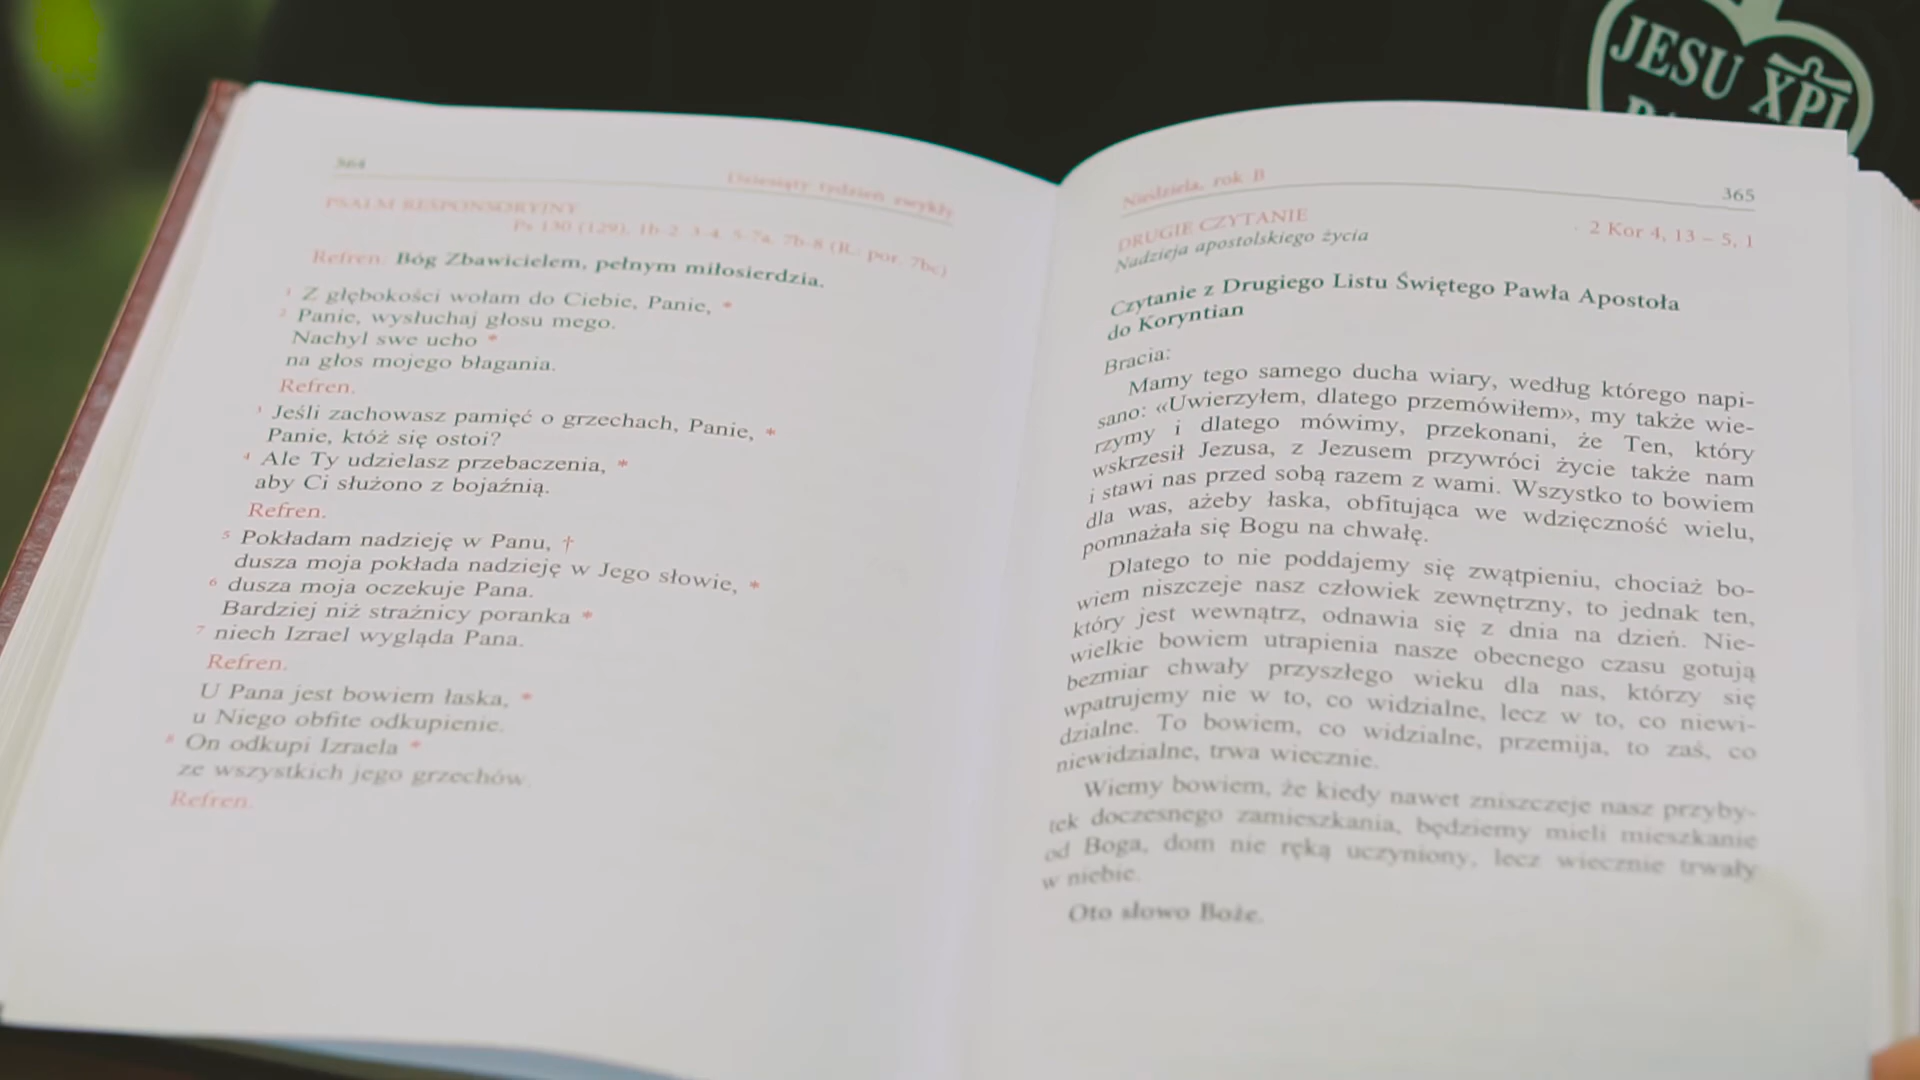 JESU XPI
364
Dziesiąty tydzień zwykły
PSALM RESPONSORYJNY
Ps 130 (129), 1b-2. 3-4. 5-7a. 7b-8 (R.: por. 7bc)
Refren: Bóg Zbawicielem, pełnym miłosierdzia.
1 Z głębokości wołam do Ciebie, Panie, *
2 Panie, wysłuchaj głosu mego.
Nachyl swe ucho *
na głos mojego błagania.
Refren.
3 Jeśli zachowasz pamięć o grzechach, Panie, *
Panie, któż się ostoi?
4 Ale Ty udzielasz przebaczenia, *
aby Ci służono z bojaźnią.
Refren.
5 Pokładam nadzieję w Panu, †
dusza moja pokłada nadzieję w Jego słowie, *
6 dusza moja oczekuje Pana.
Bardziej niż strażnicy poranka *
7 niech Izrael wygląda Pana.
Refren.
U Pana jest bowiem łaska, *
u Niego obfite odkupienie.
8 On odkupi Izraela *
ze wszystkich jego grzechów.
Refren.
Niedziela, rok B
365
DRUGIE CZYTANIE
2 Kor 4, 13 – 5, 1
Nadzieja apostolskiego życia
Czytanie z Drugiego Listu Świętego Pawła Apostoła
do Koryntian
Bracia:
Mamy tego samego ducha wiary, według którego napi-
sano: «Uwierzyłem, dlatego przemówiłem», my także wie-
rzymy i dlatego mówimy, przekonani, że Ten, który
wskrzesił Jezusa, z Jezusem przywróci życie także nam
i stawi nas przed sobą razem z wami. Wszystko to bowiem
dla was, ażeby łaska, obfitująca we wdzięczność wielu,
pomnażała się Bogu na chwałę.
Dlatego to nie poddajemy się zwątpieniu, chociaż bo-
wiem niszczeje nasz człowiek zewnętrzny, to jednak ten,
który jest wewnątrz, odnawia się z dnia na dzień. Nie-
wielkie bowiem utrapienia nasze obecnego czasu gotują
bezmiar chwały przyszłego wieku dla nas, którzy się
wpatrujemy nie w to, co widzialne, lecz w to, co niewi-
dzialne. To bowiem, co widzialne, przemija, to zaś, co
niewidzialne, trwa wiecznie.
Wiemy bowiem, że kiedy nawet zniszczeje nasz przyby-
tek doczesnego zamieszkania, będziemy mieli mieszkanie
od Boga, dom nie ręką uczyniony, lecz wiecznie trwały
w niebie.
Oto słowo Boże.